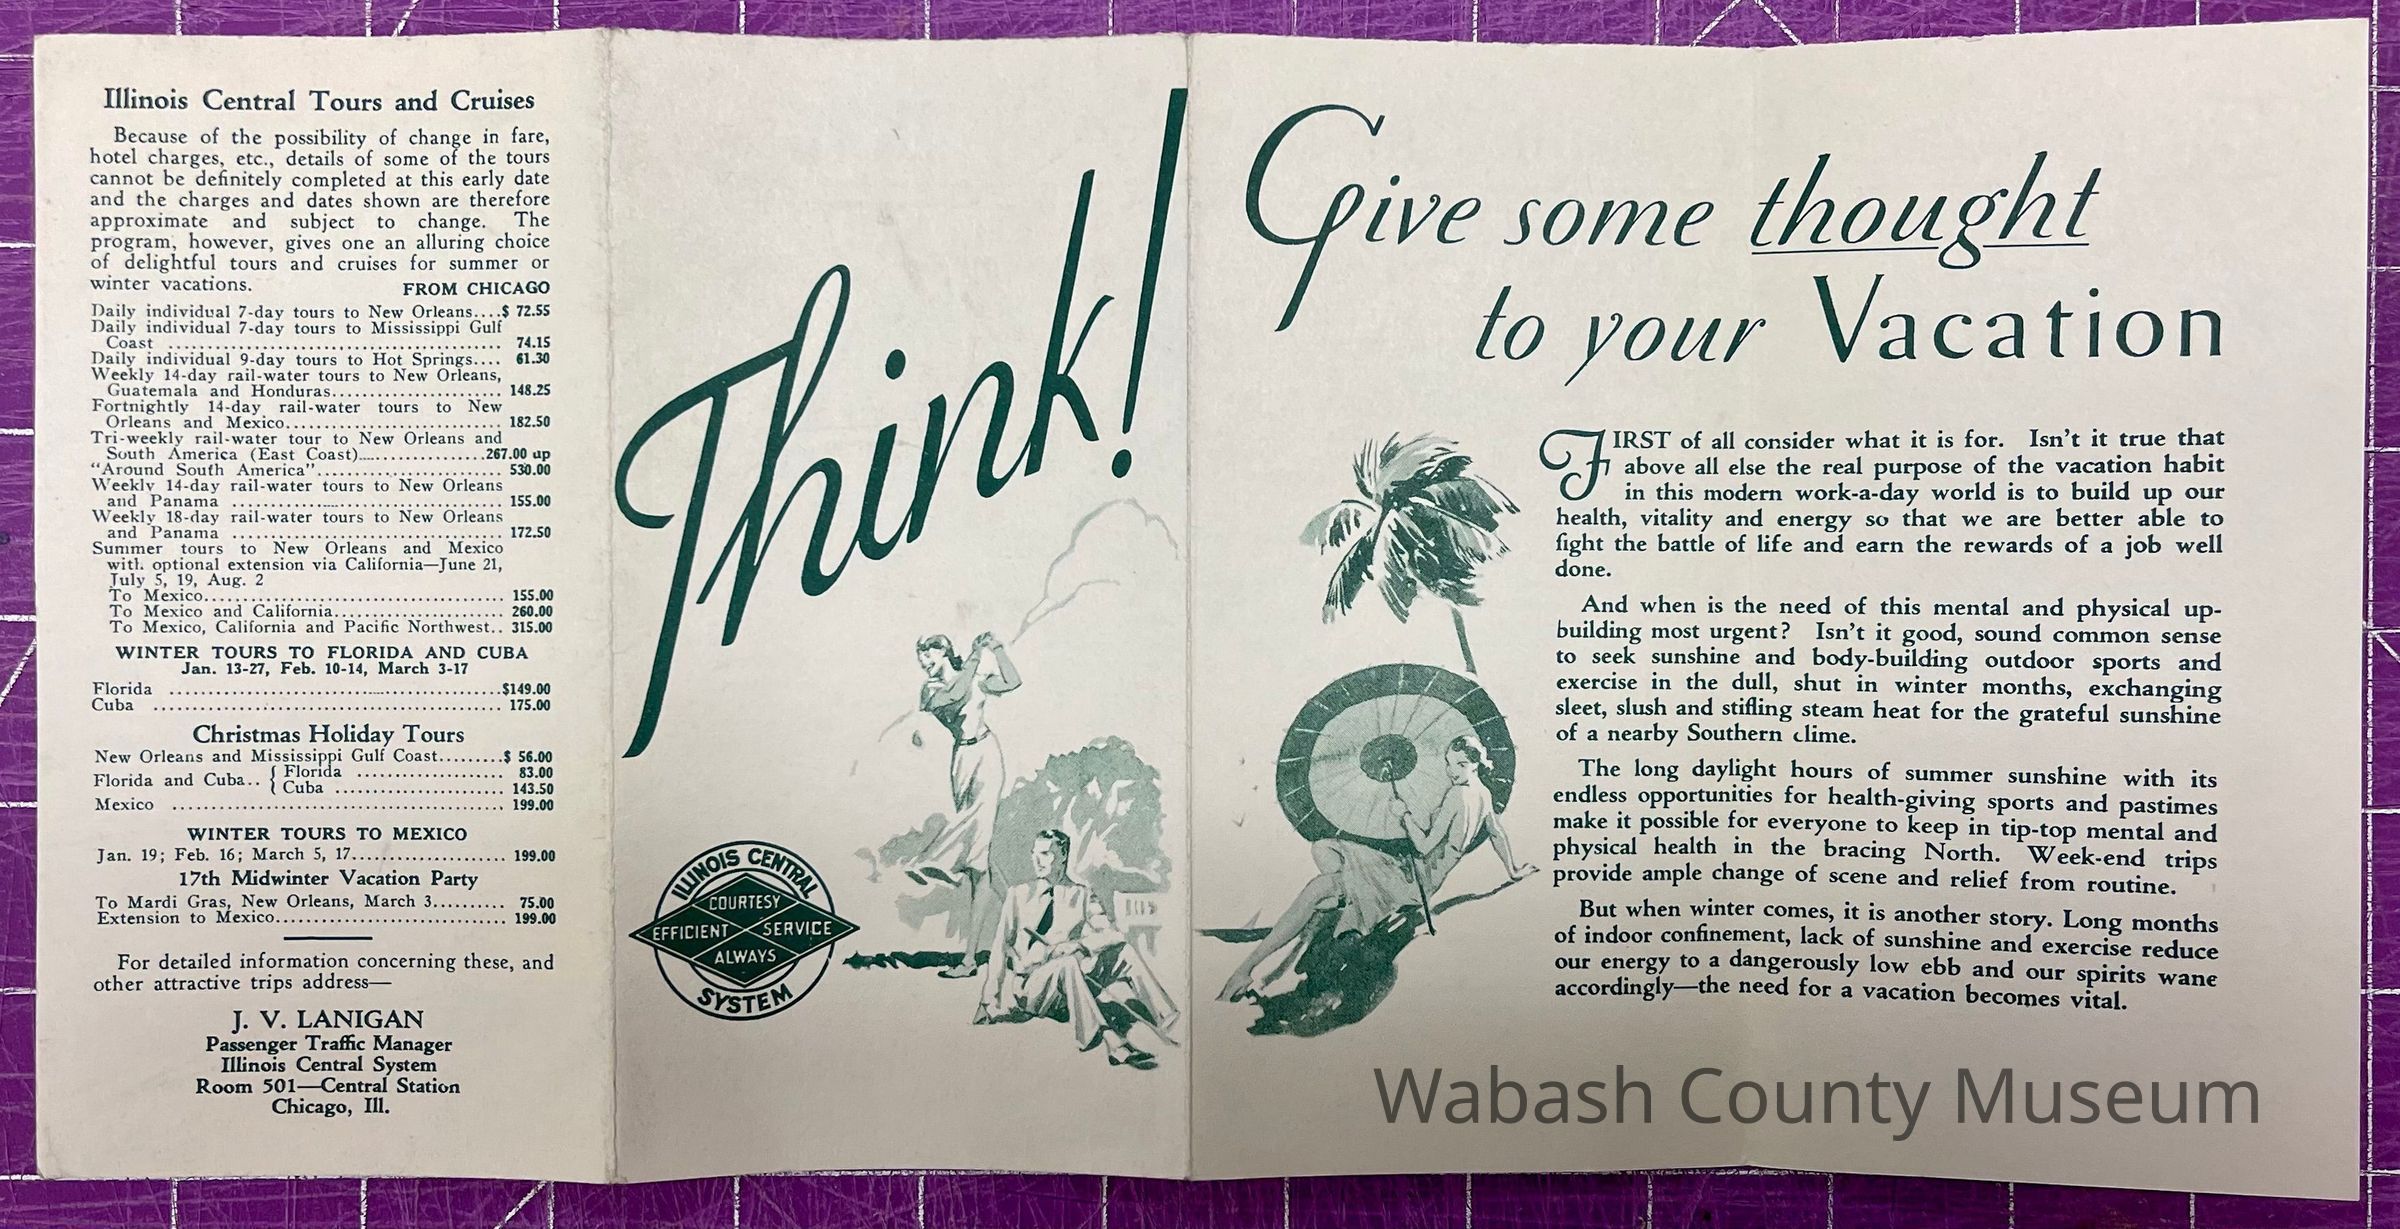 Illinois Central Tours and Cruises
Because of the possibility of change in fare,
hotel charges, etc., details of some of the tours
cannot be definitely completed at this early date
and the charges and dates shown are therefore
approximate and subject to change. The
program, however, gives one an alluring choice
of delightful tours and cruises for summer or
winter vacations. FROM CHICAGO
Daily individual 7-day tours to New Orleans....$ 72.55
Daily individual 7-day tours to Mississippi Gulf
Coast ........................................ 74.15
Daily individual 9-day tours to Hot Springs.... 61.30
Weekly 14-day rail-water tours to New Orleans,
Guatemala and Honduras........................ 148.25
Fortnightly 14-day rail-water tours to New
Orleans and Mexico............................ 182.50
Tri-weekly rail-water tour to New Orleans and
South America (East Coast)...................267.00 up
"Around South America"......................... 530.00
Weekly 14-day rail-water tours to New Orleans
and Panama ................................... 155.00
Weekly 18-day rail-water tours to New Orleans
and Panama ................................... 172.50
Summer tours to New Orleans and Mexico
with optional extension via California—June 21,
July 5, 19, Aug. 2
To Mexico..................................... 155.00
To Mexico and California...................... 260.00
To Mexico, California and Pacific Northwest.. 315.00
WINTER TOURS TO FLORIDA AND CUBA
Jan. 13-27, Feb. 10-14, March 3-17
Florida .......................................$149.00
Cuba .......................................... 175.00
Christmas Holiday Tours
New Orleans and Mississippi Gulf Coast.........$ 56.00
Florida and Cuba.. { Florida .................... 83.00
{ Cuba ....................... 143.50
Mexico ........................................ 199.00
WINTER TOURS TO MEXICO
Jan. 19; Feb. 16; March 5, 17.................. 199.00
17th Midwinter Vacation Party
To Mardi Gras, New Orleans, March 3.......... 75.00
Extension to Mexico............................ 199.00
For detailed information concerning these, and
other attractive trips address—
J. V. LANIGAN
Passenger Traffic Manager
Illinois Central System
Room 501—Central Station
Chicago, Ill.
Think!
ILLINOIS CENTRAL
COURTESY
EFFICIENT SERVICE
ALWAYS
SYSTEM
Give some thought
to your Vacation
FIRST of all consider what it is for. Isn't it true that
above all else the real purpose of the vacation habit
in this modern work-a-day world is to build up our
health, vitality and energy so that we are better able to
fight the battle of life and earn the rewards of a job well
done.
And when is the need of this mental and physical up-
building most urgent? Isn't it good, sound common sense
to seek sunshine and body-building outdoor sports and
exercise in the dull, shut in winter months, exchanging
sleet, slush and stifling steam heat for the grateful sunshine
of a nearby Southern clime.
The long daylight hours of summer sunshine with its
endless opportunities for health-giving sports and pastimes
make it possible for everyone to keep in tip-top mental and
physical health in the bracing North. Week-end trips
provide ample change of scene and relief from routine.
But when winter comes, it is another story. Long months
of indoor confinement, lack of sunshine and exercise reduce
our energy to a dangerously low ebb and our spirits wane
accordingly—the need for a vacation becomes vital.
Wabash County Museum